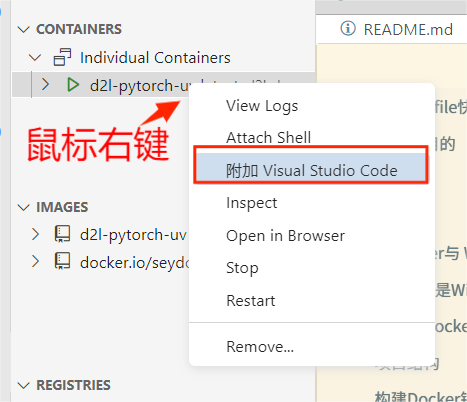 CONTAINERS
README.md
Individual Containers
d2l-pytorch-uv
鼠标右键
View Logs
Attach Shell
附加 Visual Studio Code
Inspect
Open in Browser
Stop
Restart
Remove...
IMAGES
d2l-pytorch-uv
docker.io/seydo
REGISTRIES
file快
目的
er与 W
是Wi
ocke
项目结构
构建Docker镜